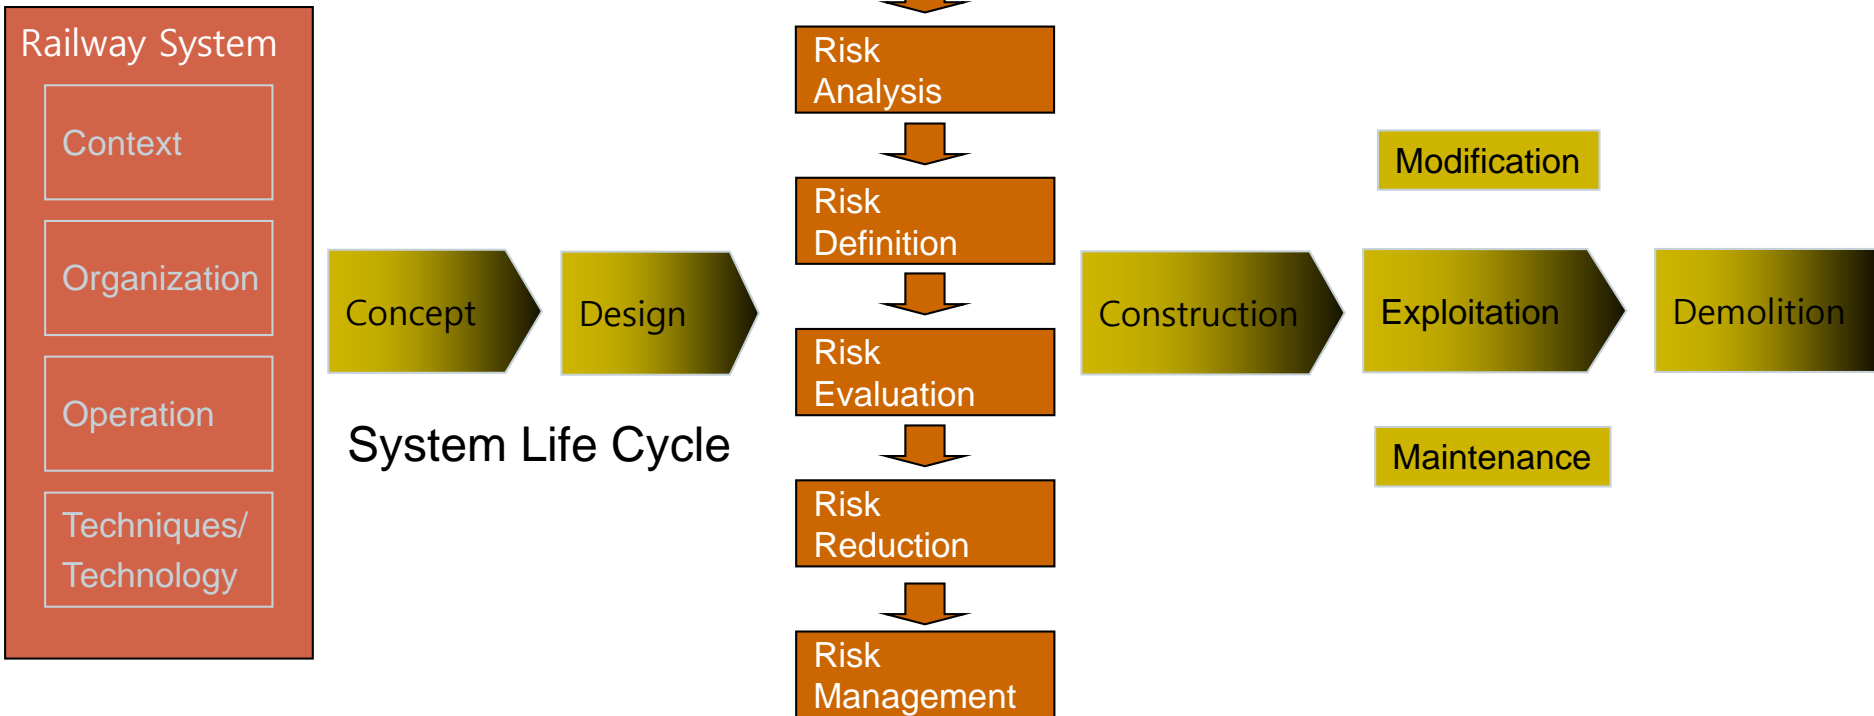 Railway System
Context
Organization
Operation
Techniques/
Technology
Concept
Design
System Life Cycle
Risk
Analysis
Risk
Definition
Risk
Evaluation
Risk
Reduction
Risk
Management
Construction
Modification
Exploitation
Maintenance
Demolition